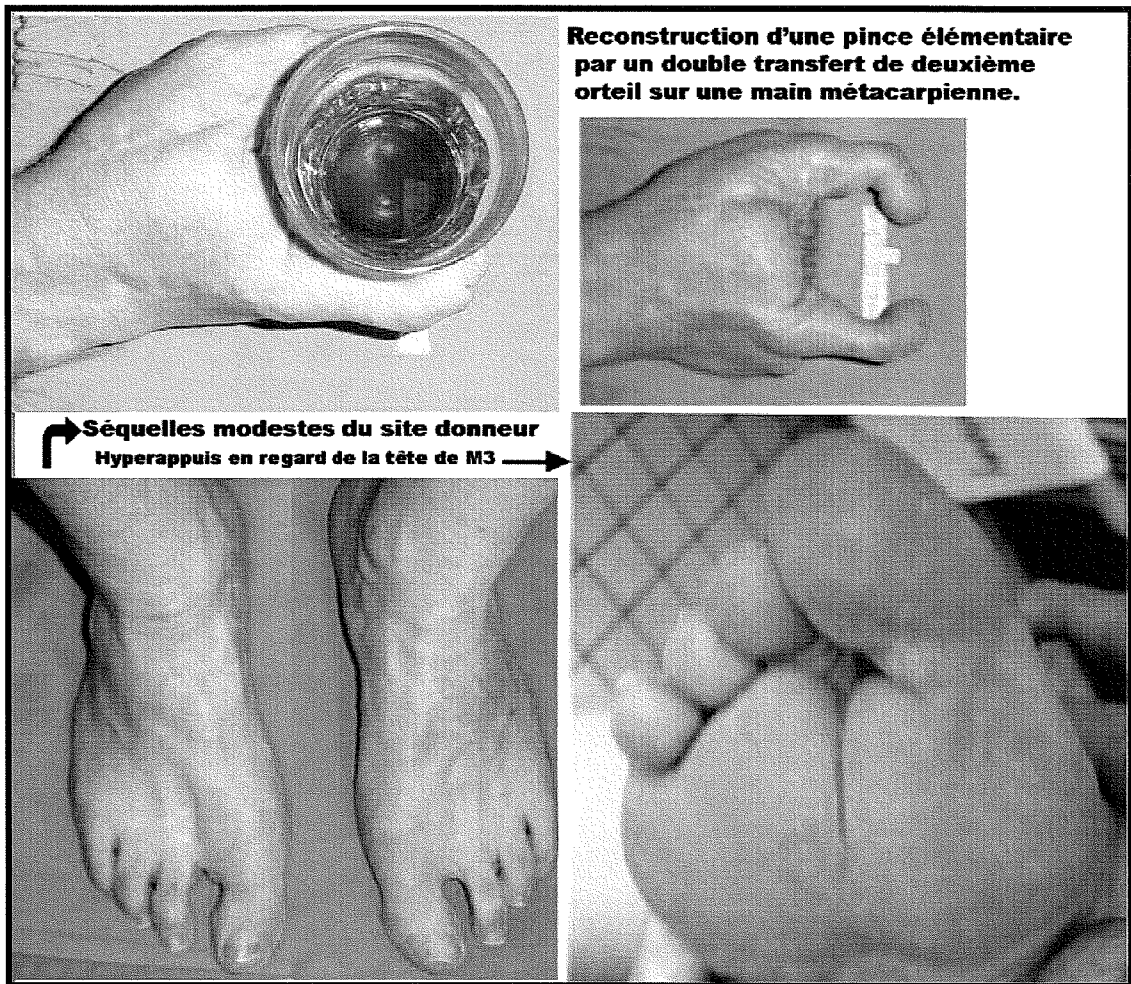 Reconstruction d'une pince élémentaire
par un double transfert de deuxième
orteil sur une main métacarpienne.
Séquelles modestes du site donneur
Hyperappuis en regard de la tête de M3